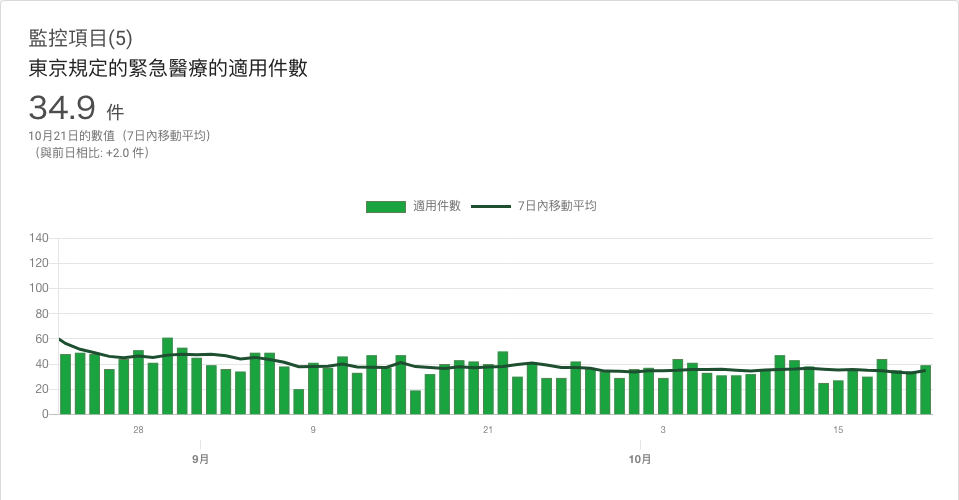 監控項目(5)
東京規定的緊急醫療的適用件數
34.9 件
10月21日的數值（7日內移動平均）
（與前日相比: +2.0 件）
適用件數 7日內移動平均
140
120
100
80
60
40
20
0
28 9 21 3 15
9月 10月